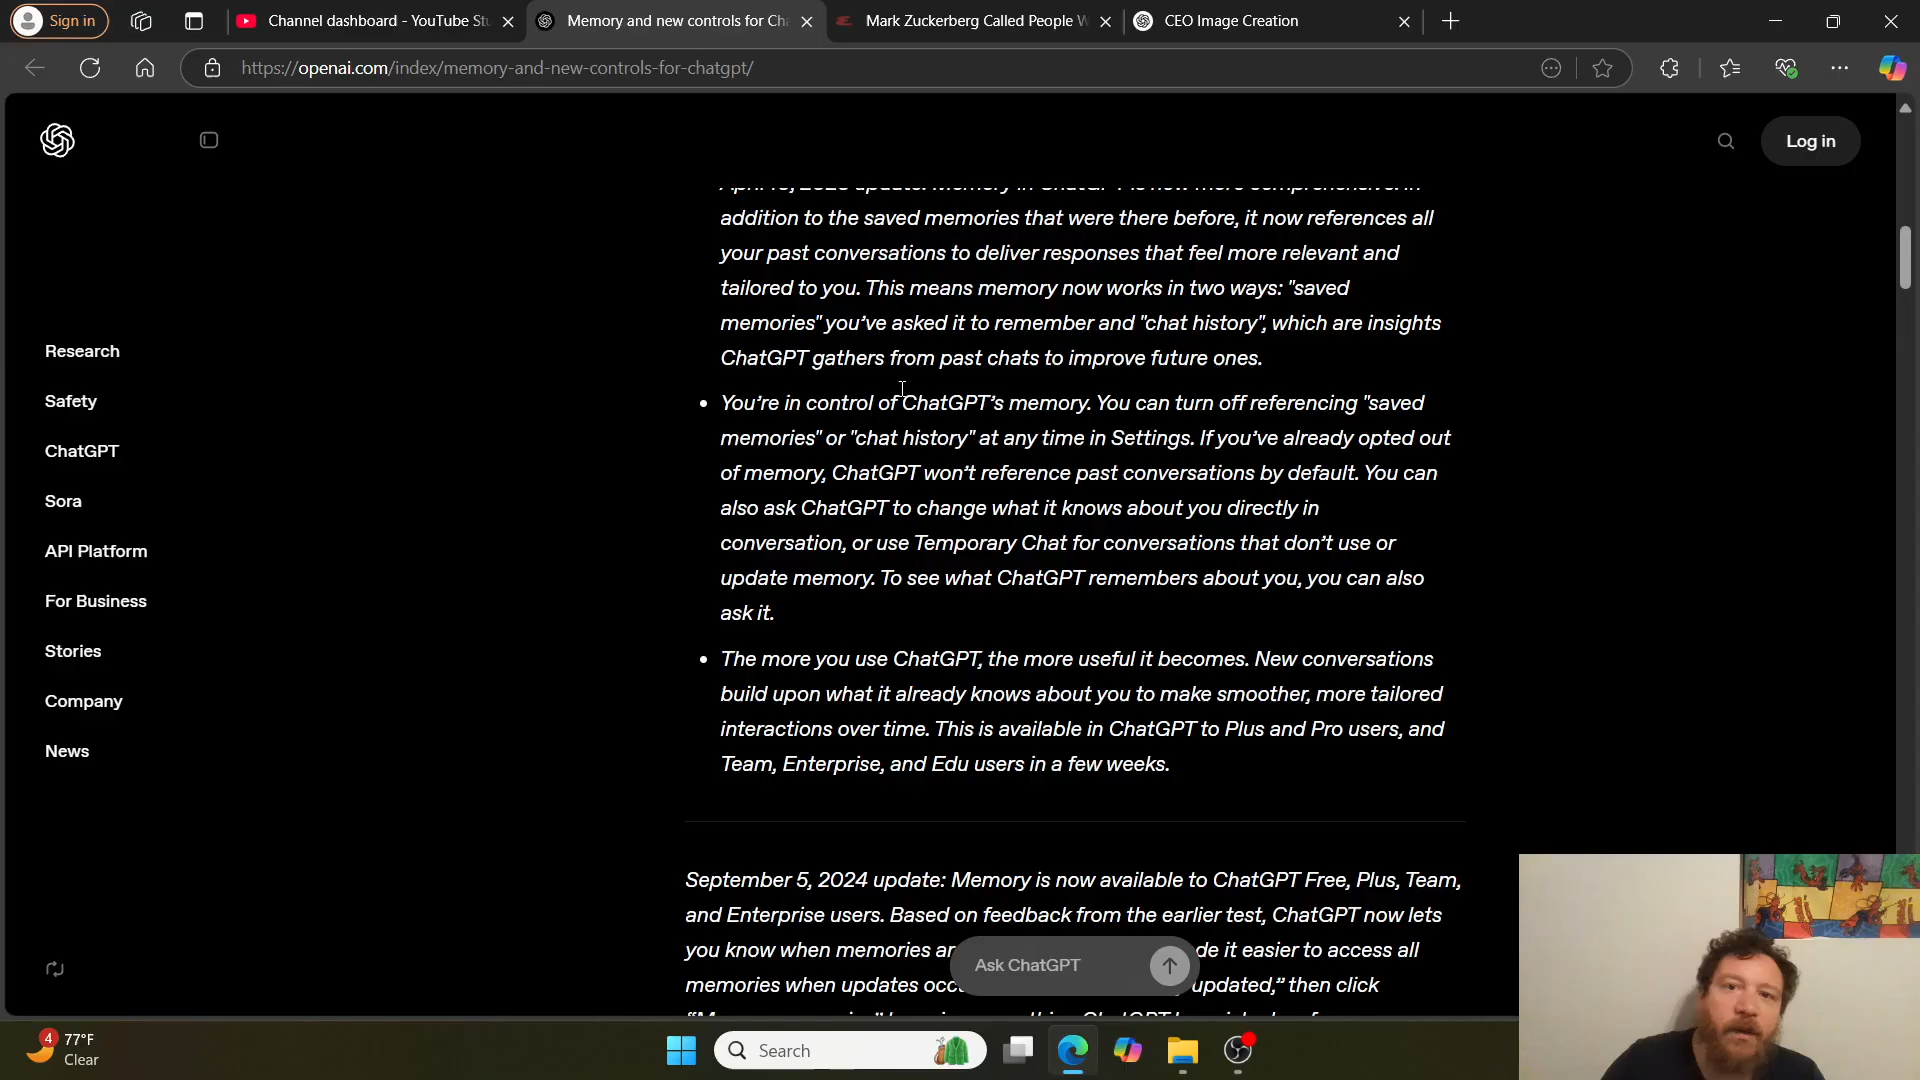 Sign in
Channel dashboard - YouTube Stu
Memory and new controls for Cha
Mark Zuckerberg Called People W
CEO Image Creation
https://openai.com/index/memory-and-new-controls-for-chatgpt/
Log in
addition to the saved memories that were there before, it now references all
your past conversations to deliver responses that feel more relevant and
tailored to you. This means memory now works in two ways: "saved
memories" you've asked it to remember and "chat history", which are insights
ChatGPT gathers from past chats to improve future ones.
Research
Safety
ChatGPT
Sora
API Platform
For Business
Stories
Company
News
You're in control of ChatGPT's memory. You can turn off referencing "saved
memories" or "chat history" at any time in Settings. If you've already opted out
of memory, ChatGPT won't reference past conversations by default. You can
also ask ChatGPT to change what it knows about you directly in
conversation, or use Temporary Chat for conversations that don't use or
update memory. To see what ChatGPT remembers about you, you can also
ask it.
The more you use ChatGPT, the more useful it becomes. New conversations
build upon what it already knows about you to make smoother, more tailored
interactions over time. This is available in ChatGPT to Plus and Pro users, and
Team, Enterprise, and Edu users in a few weeks.
September 5, 2024 update: Memory is now available to ChatGPT Free, Plus, Team,
and Enterprise users. Based on feedback from the earlier test, ChatGPT now lets
you know when memories ar de it easier to access all
memories when updates occ updated," then click
Ask ChatGPT
4
77°F
Clear
Search